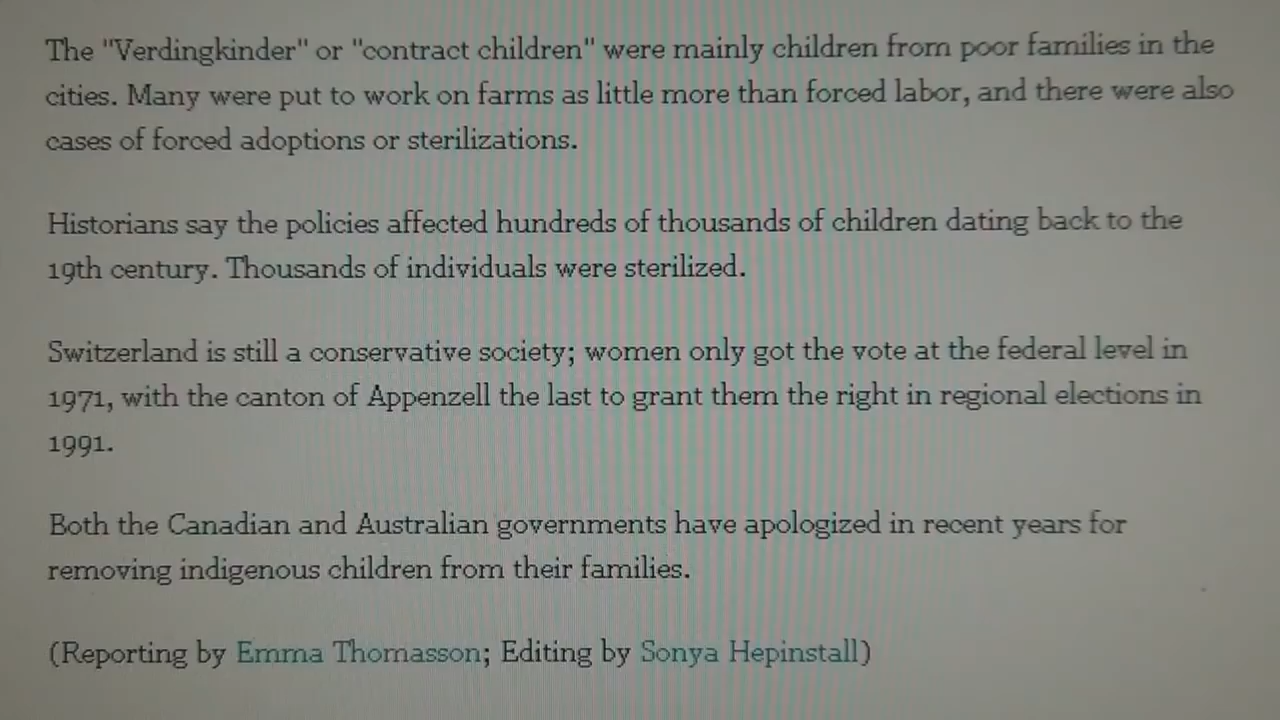 The "Verdingkinder" or "contract children" were mainly children from poor families in the
cities. Many were put to work on farms as little more than forced labor, and there were also
cases of forced adoptions or sterilizations.
Historians say the policies affected hundreds of thousands of children dating back to the
19th century. Thousands of individuals were sterilized.
Switzerland is still a conservative society; women only got the vote at the federal level in
1971, with the canton of Appenzell the last to grant them the right in regional elections in
1991.
Both the Canadian and Australian governments have apologized in recent years for
removing indigenous children from their families.
(Reporting by Emma Thomasson; Editing by Sonya Hepinstall)